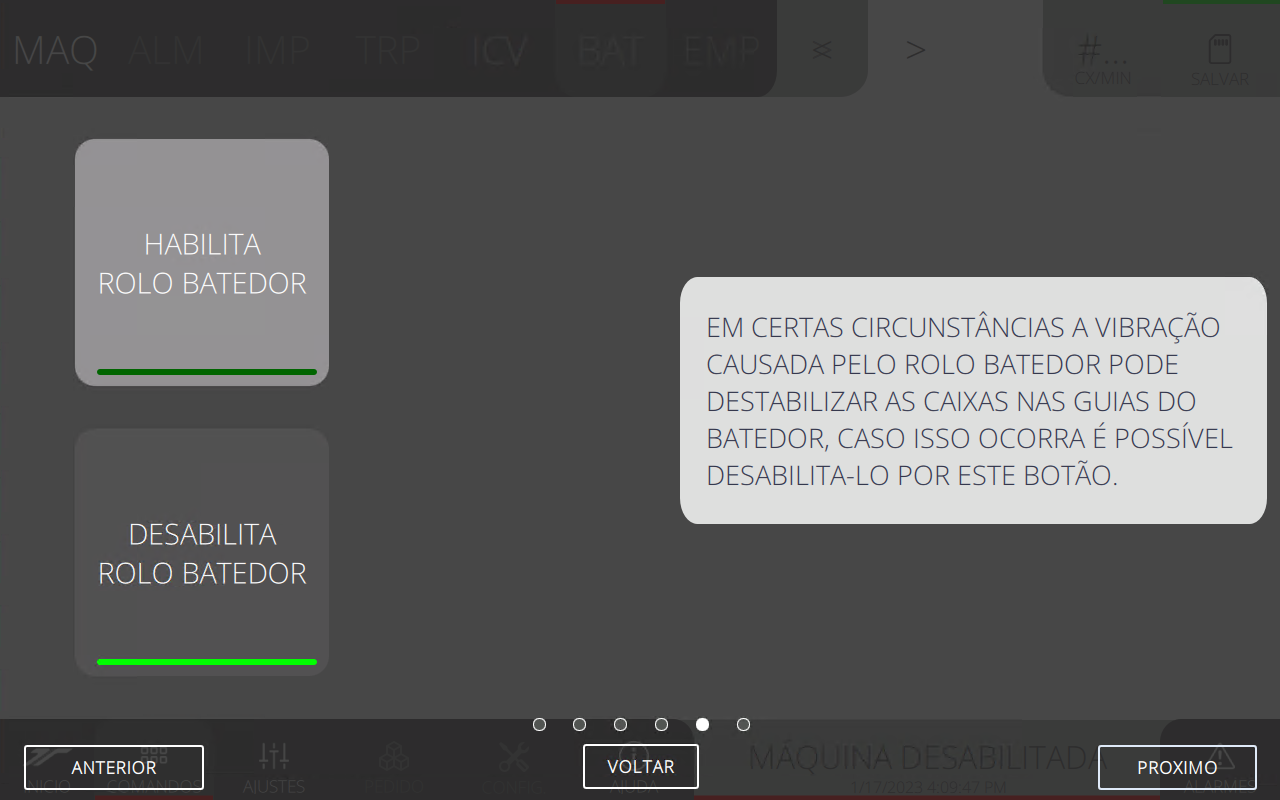 MAQ ALM IMP TRP ICV BAT EMP > #...
CX/MIN SALVAR
HABILITA
ROLO BATEDOR
EM CERTAS CIRCUNSTÂNCIAS A VIBRAÇÃO
CAUSADA PELO ROLO BATEDOR PODE
DESTABILIZAR AS CAIXAS NAS GUIAS DO
BATEDOR, CASO ISSO OCORRA É POSSÍVEL
DESABILITA-LO POR ESTE BOTÃO.
DESABILITA
ROLO BATEDOR
MÁQUINA DESABILITADA
ANTERIOR VOLTAR PROXIMO
INICIO COMANDOS AJUSTES PEDIDO CONFIG AJUDA 1/17/2023 4:09:47 PM ALARMES